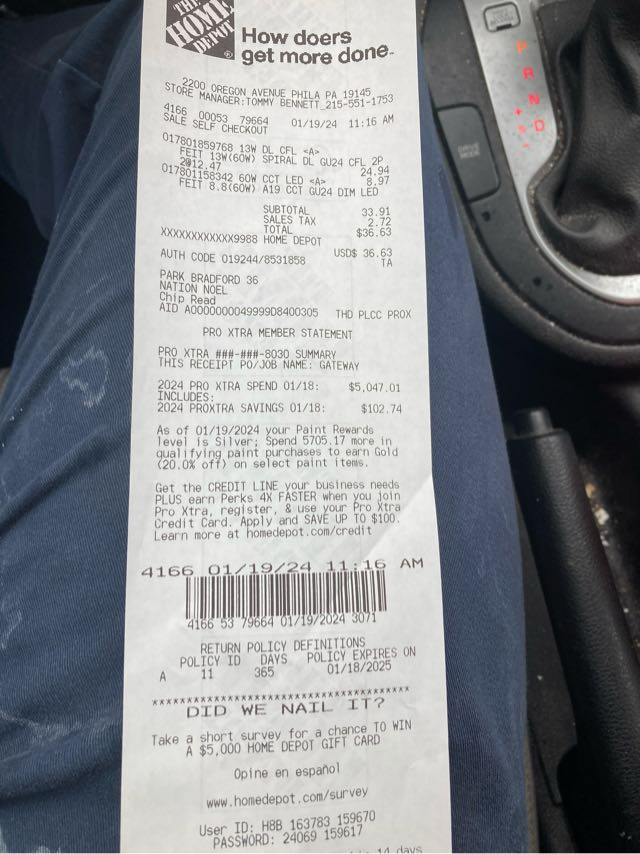 THE
HOME
DEPOT
How doers
get more done™
2200 OREGON AVENUE PHILA PA 19145
STORE MANAGER:TOMMY BENNETT 215-551-1753
4166 00053 79664 01/19/24 11:16 AM
SALE SELF CHECKOUT
017801859768 13W DL CFL <A>
FEIT 13W(60W) SPIRAL DL GU24 CFL 2P
2@12.47 24.94
017801158342 60W CCT LED <A> 8.97
FEIT 8.8(60W) A19 CCT GU24 DIM LED
SUBTOTAL 33.91
SALES TAX 2.72
TOTAL $36.63
XXXXXXXXXXXX9988 HOME DEPOT
USD$ 36.63
AUTH CODE 019244/8531858 TA
PARK BRADFORD 36
NATION NOEL
Chip Read
AID A0000000049999D8400305 THD PLCC PROX
PRO XTRA MEMBER STATEMENT
PRO XTRA ###-###-8030 SUMMARY
THIS RECEIPT PO/JOB NAME: GATEWAY
2024 PRO XTRA SPEND 01/18: $5,047.01
INCLUDES:
2024 PROXTRA SAVINGS 01/18: $102.74
As of 01/19/2024 your Paint Rewards
level is Silver; Spend 5705.17 more in
qualifying paint purchases to earn Gold
(20.0% off) on select paint items.
Get the CREDIT LINE your business needs
PLUS earn Perks 4X FASTER when you join
Pro Xtra, register, & use your Pro Xtra
Credit Card. Apply and SAVE UP TO $100.
Learn more at homedepot.com/credit
4166 01/19/24 11:16 AM
4166 53 79664 01/19/2024 3071
RETURN POLICY DEFINITIONS
POLICY ID DAYS POLICY EXPIRES ON
A 11 365 01/18/2025
****************************************
DID WE NAIL IT?
Take a short survey for a chance TO WIN
A $5,000 HOME DEPOT GIFT CARD
Opine en español
www.homedepot.com/survey
User ID: H8B 163783 159670
PASSWORD: 24069 159617
14 days
P
R
N
D
+
-
DRIVE
MODE